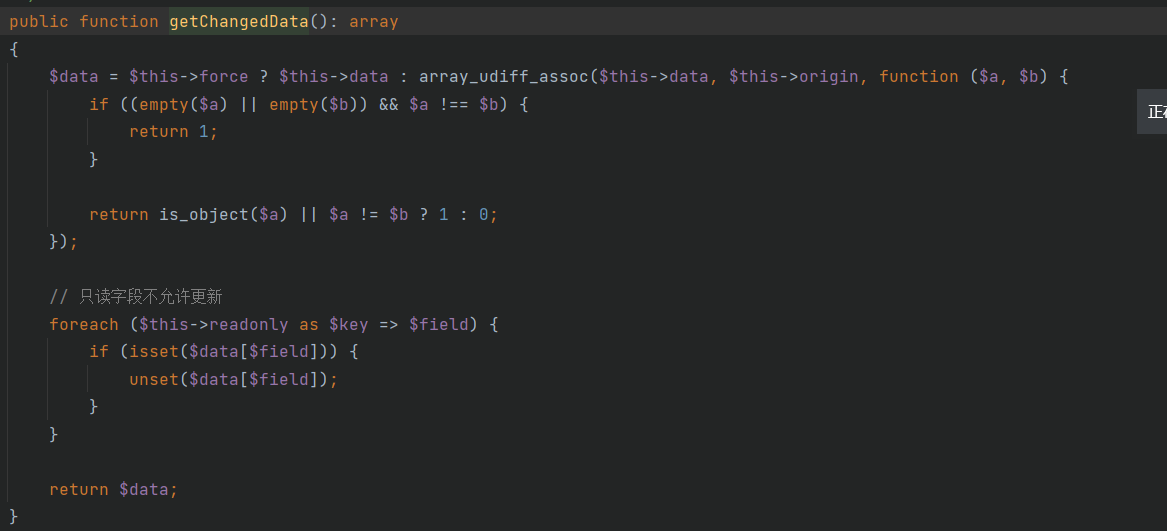 public function getChangedData(): array
{
    $data = $this->force ? $this->data : array_udiff_assoc($this->data, $this->origin, function ($a, $b) {
        if ((empty($a) || empty($b)) && $a !== $b) {
            return 1;
        }

        return is_object($a) || $a != $b ? 1 : 0;
    });

    // 只读字段不允许更新
    foreach ($this->readonly as $key => $field) {
        if (isset($data[$field])) {
            unset($data[$field]);
        }
    }

    return $data;
}
正